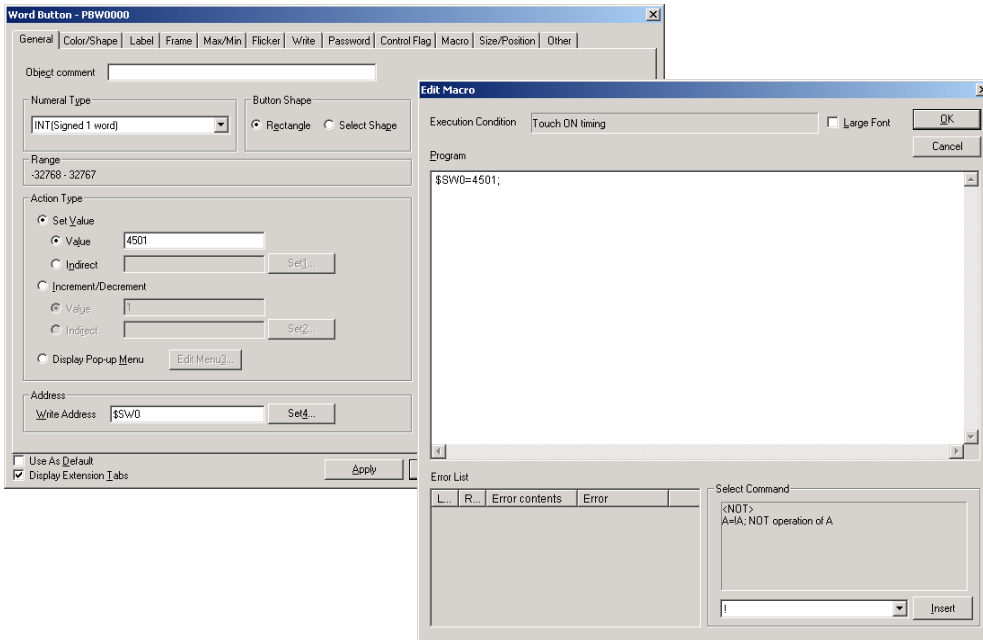 Word Button - PBW0000
General Color/Shape Label Frame Max/Min Flicker Write Password Control Flag Macro Size/Position Other
Object comment
Numeral Type
INT(Signed 1 word)
Button Shape
Rectangle Select Shape
Range
-32768 - 32767
Action Type
Set Value
Value 4501
Indirect Set1...
Increment/Decrement
Value 1
Indirect Set2...
Display Pop-up Menu Edit Menu3...
Address
Write Address $SW0 Set4...
Use As Default
Display Extension Tabs
Apply
Edit Macro
Execution Condition Touch ON timing Large Font OK
Cancel
Program
$SW0=4501;
Error List
L... R... Error contents Error
Select Command
<NOT>
A=!A; NOT operation of A
! Insert